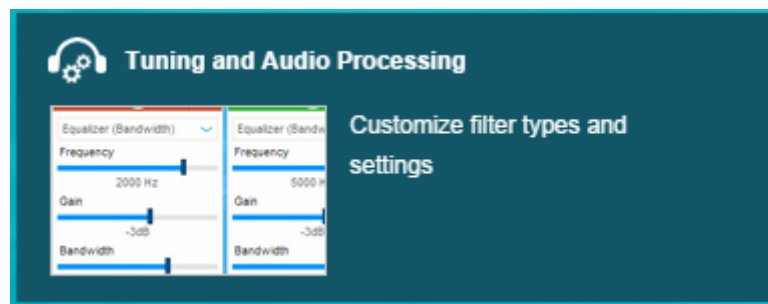 Tuning and Audio Processing
Equalizer (Bandwidth)
Frequency
2000 Hz
Gain
-3dB
Bandwidth
Equalizer (Bandw
Frequency
5000 H
Gain
-3dB
Bandwidth
Customize filter types and
settings